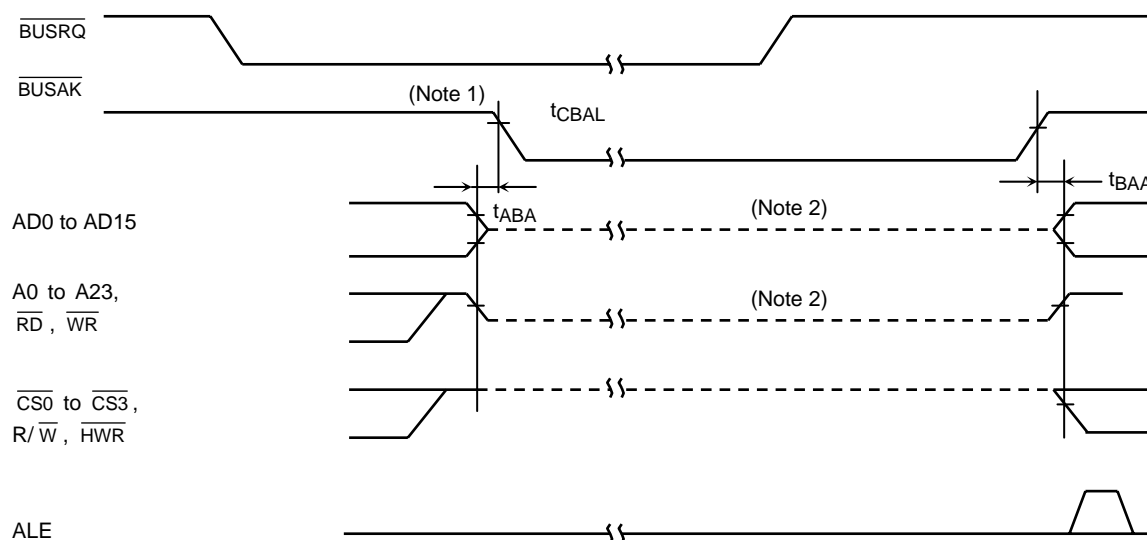 BUSRQ
BUSAK
(Note 1)
tCBAL
tBAA
tABA
AD0 to AD15
(Note 2)
A0 to A23,
RD , WR
(Note 2)
CS0 to CS3 ,
R/ W , HWR
ALE